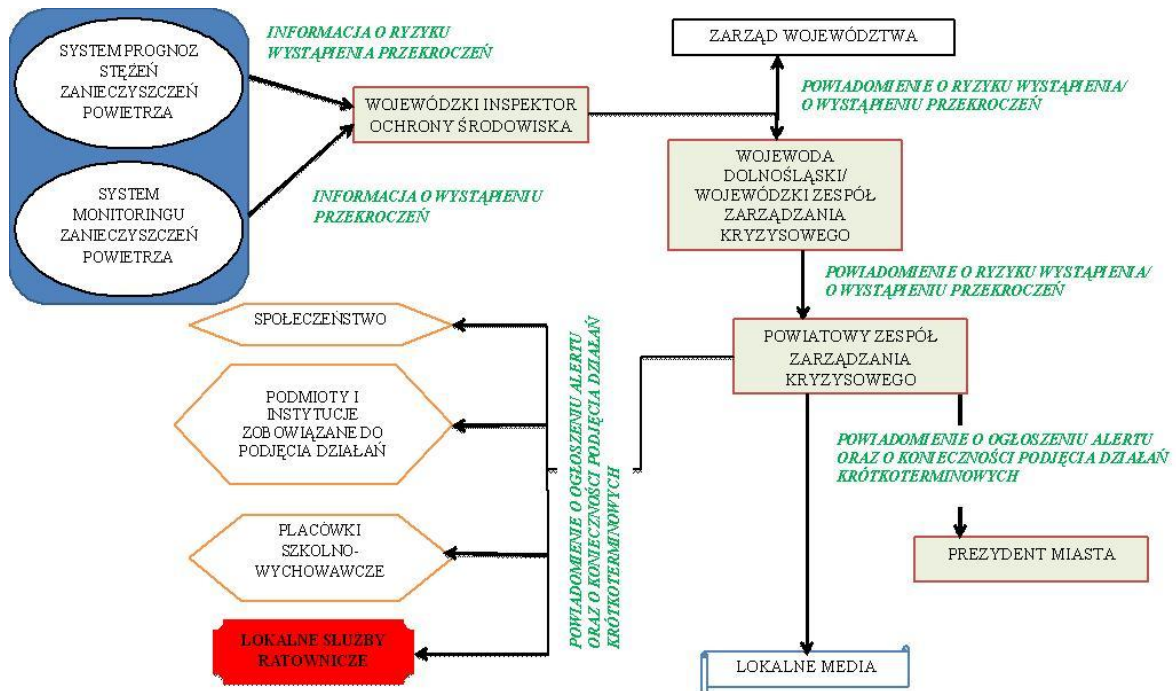 SYSTEM PROGNOZ
STĘŻEŃ
ZANIECZYSZCZEŃ
POWIETRZA
INFORMACJA O RYZYKU
WYSTĄPIENIA PRZEKROCZEŃ
ZARZĄD WOJEWÓDZTWA
WOJEWÓDZKI INSPEKTOR
OCHRONY ŚRODOWISKA
POWIADOMIENIE O RYZYKU WYSTĄPIENIA/
O WYSTĄPIENIU PRZEKROCZEŃ
SYSTEM
MONITORINGU
ZANIECZYSZCZEŃ
POWIETRZA
INFORMACJA O WYSTĄPIENIU
PRZEKROCZEŃ
WOJEWODA
DOLNOŚLĄSKI/
WOJEWÓDZKI ZESPÓŁ
ZARZĄDZANIA
KRYZYSOWEGO
POWIADOMIENIE O RYZYKU WYSTĄPIENIA/
O WYSTĄPIENIU PRZEKROCZEŃ
POWIATOWY ZESPÓŁ
ZARZĄDZANIA
KRYZYSOWEGO
SPOŁECZEŃSTWO
PODMIOTY I
INSTYTUCJE
ZOBOWIĄZANE DO
PODJĘCIA DZIAŁAŃ
PLACÓWKI
SZKOLNO-
WYCHOWAWCZE
LOKALNE SŁUŻBY
RATOWNICZE
POWIADOMIENIE O OGŁOSZENIU ALERTU
ORAZ O KONIECZNOŚCI PODJĘCIA DZIAŁAŃ
KRÓTKOTERMINOWYCH
POWIADOMIENIE O OGŁOSZENIU ALERTU
ORAZ O KONIECZNOŚCI PODJĘCIA DZIAŁAŃ
KRÓTKOTERMINOWYCH
PREZYDENT MIASTA
LOKALNE MEDIA